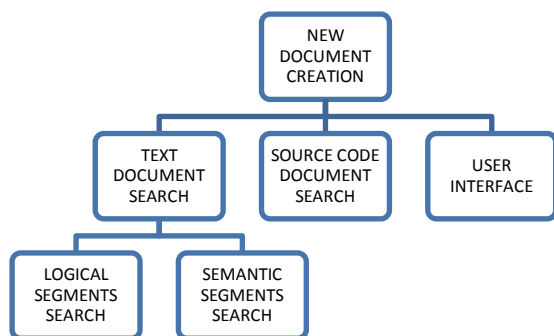 NEW
DOCUMENT
CREATION
TEXT
DOCUMENT
SEARCH
SOURCE CODE
DOCUMENT
SEARCH
USER
INTERFACE
LOGICAL
SEGMENTS
SEARCH
SEMANTIC
SEGMENTS
SEARCH